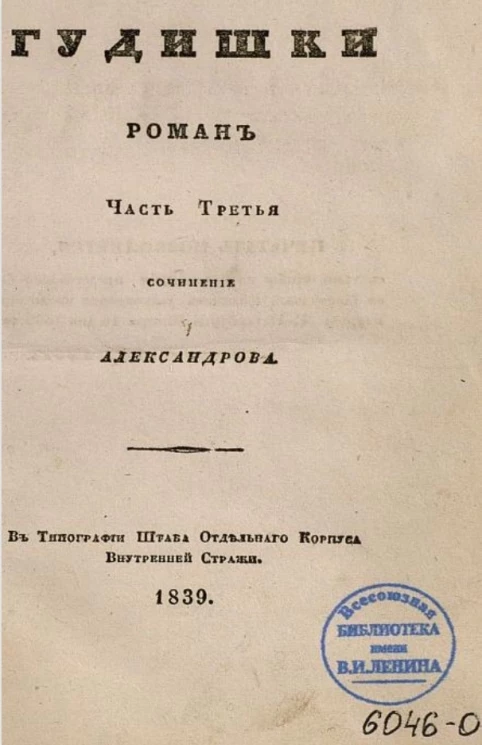 ГУДИШКИ
РОМАНЪ
Часть Третья
СОЧИНЕНІЕ
АЛЕКСАНДРОВА.
Въ Типографіи Штаба Отдѣльнаго Корпуса
Внутренней Стражи.
1839.
Всесоюзная
БИБЛИОТЕКА
имени
В.И.ЛЕНИНА
6046-0